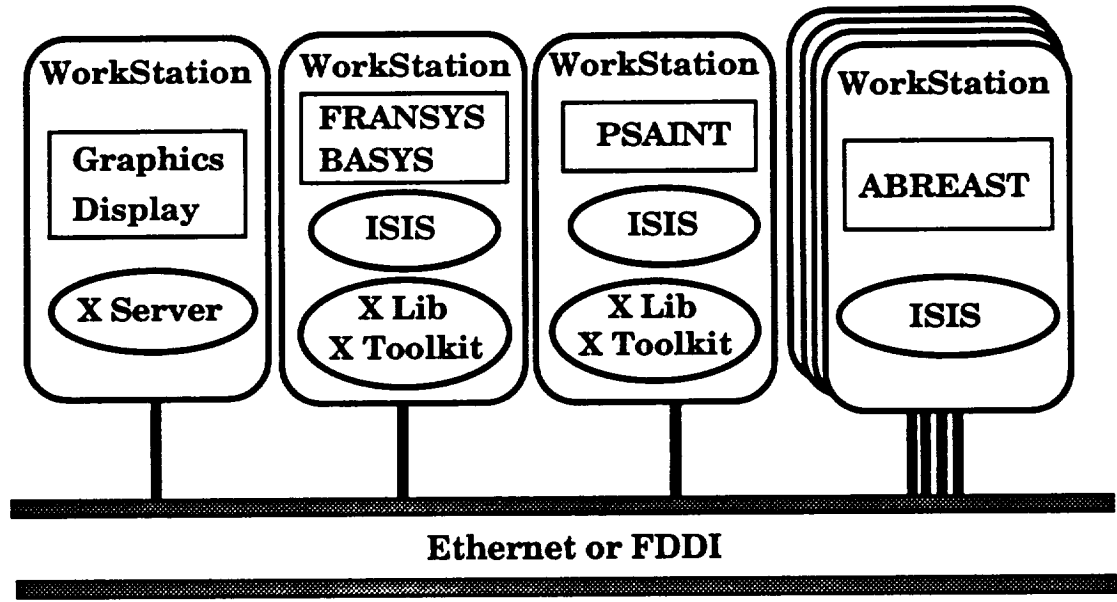 WorkStation
Graphics
Display
X Server
WorkStation
FRANSYS
BASYS
ISIS
X Lib
X Toolkit
WorkStation
PSAINT
ISIS
X Lib
X Toolkit
WorkStation
ABREAST
ISIS
Ethernet or FDDI